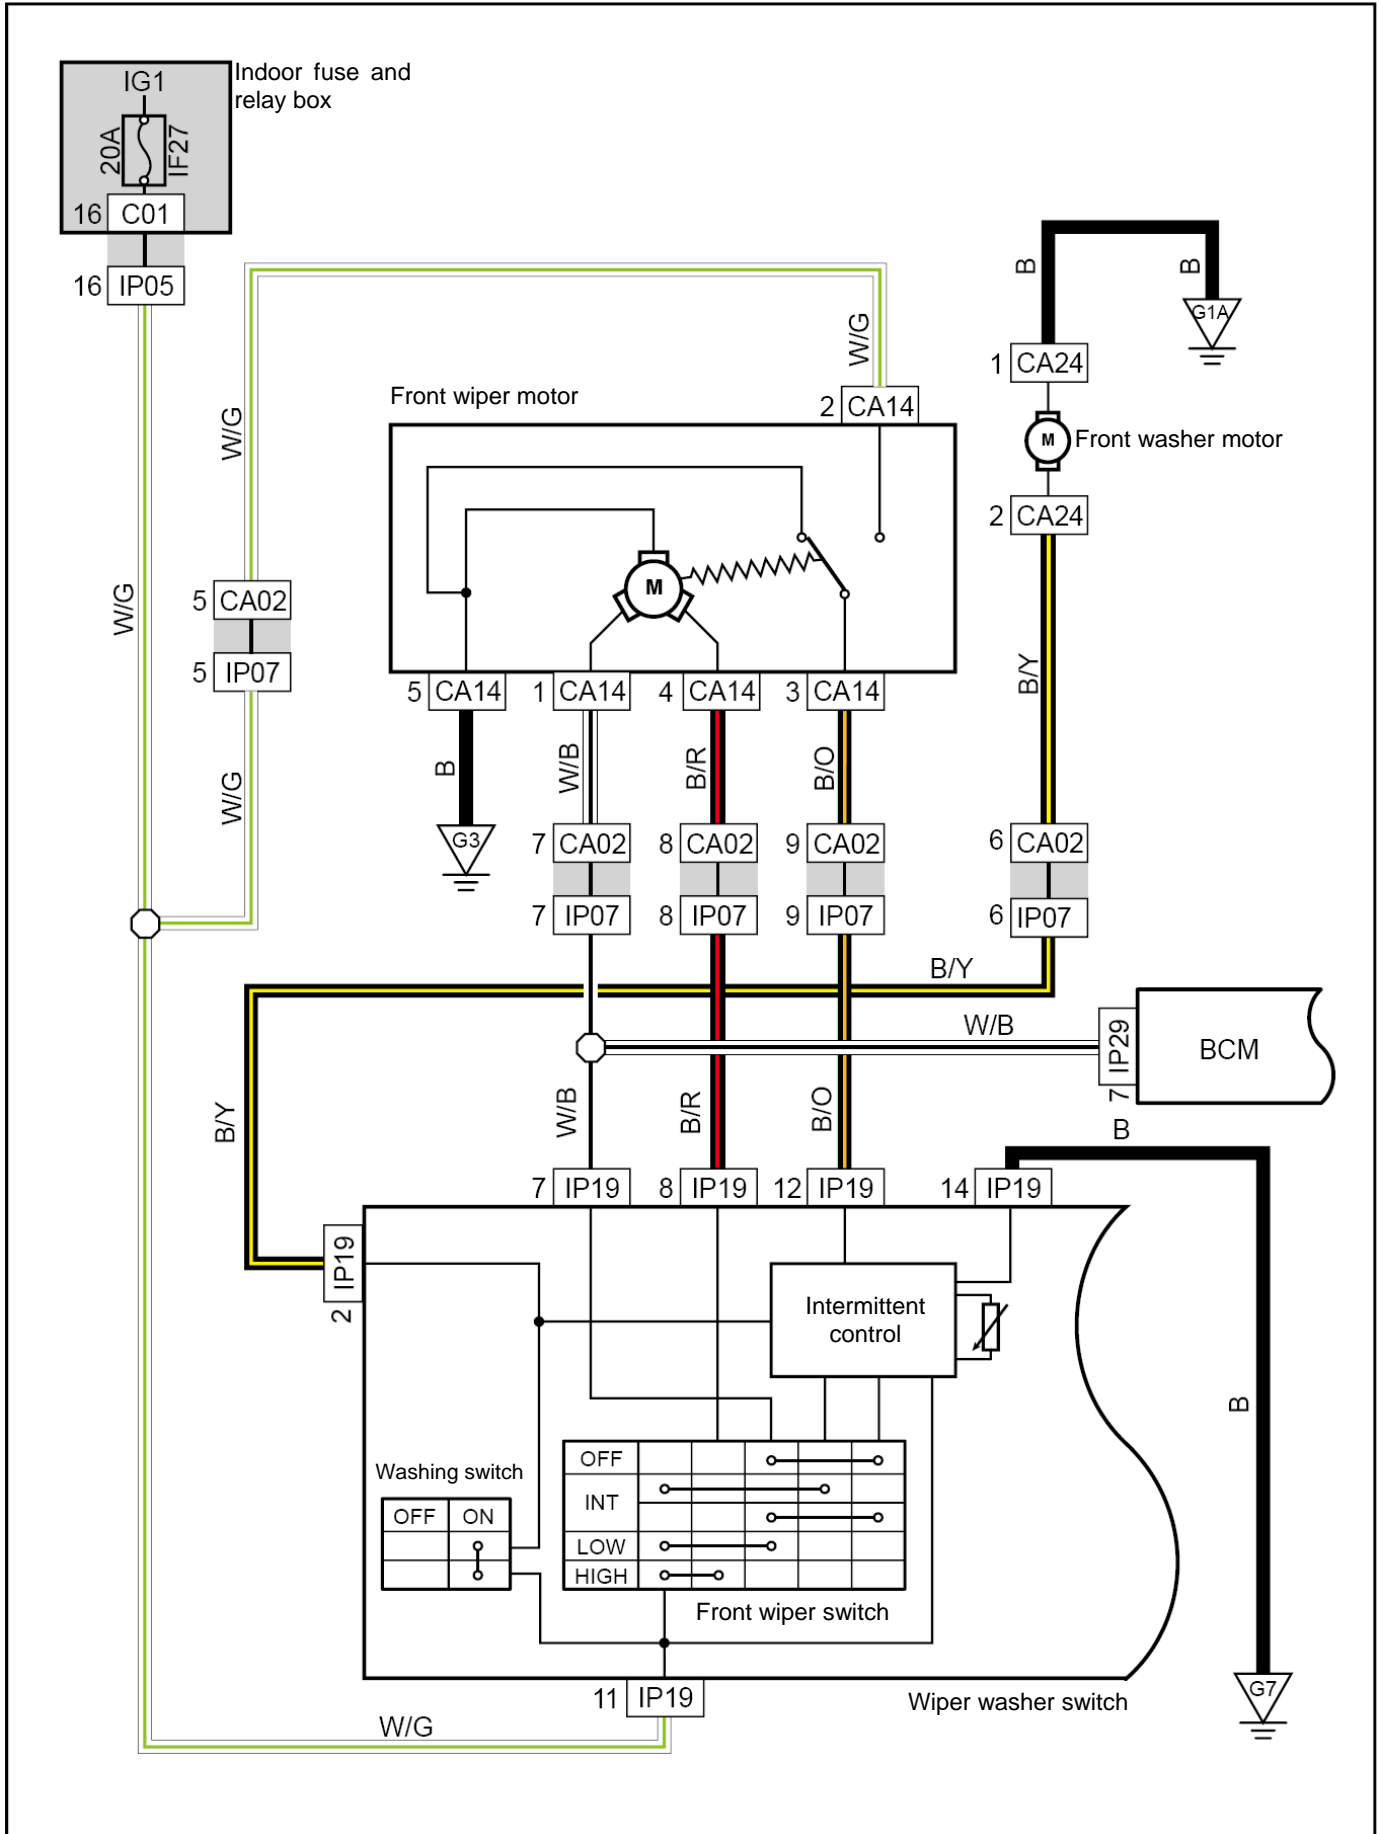 IG1
Indoor fuse and
relay box
20A
IF27
16 C01
16 IP05
W/G
B
B
G1A
1 CA24
Front wiper motor
2 CA14
M
Front washer motor
W/G
2 CA24
M
W/G
5 CA02
5 IP07
B/Y
5 CA14
1 CA14
4 CA14
3 CA14
B
W/B
B/R
B/O
W/G
G3
7 CA02
8 CA02
9 CA02
6 CA02
7 IP07
8 IP07
9 IP07
6 IP07
B/Y
W/B
IP29
7
BCM
B/Y
W/B
B/R
B/O
B
7 IP19
8 IP19
12 IP19
14 IP19
IP19
2
Intermittent
control
B
Washing switch
OFF ON
OFF
INT
LOW
HIGH
Front wiper switch
11 IP19
Wiper washer switch
G7
W/G